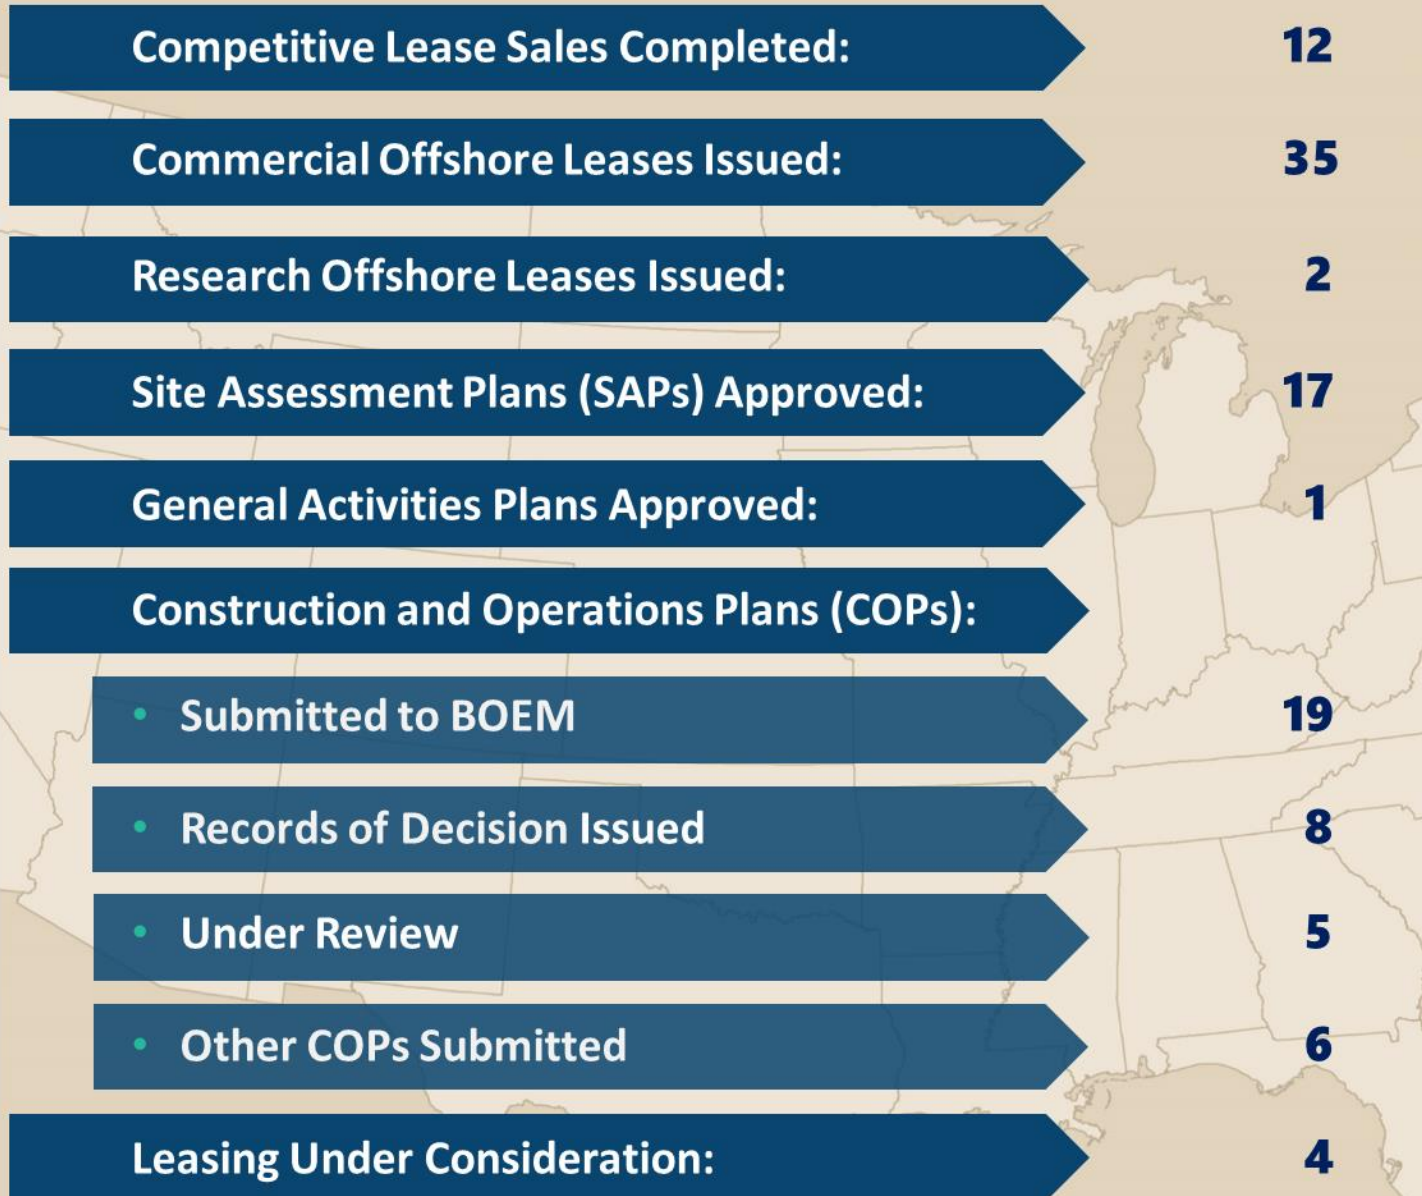 Competitive Lease Sales Completed: 12
Commercial Offshore Leases Issued: 35
Research Offshore Leases Issued: 2
Site Assessment Plans (SAPs) Approved: 17
General Activities Plans Approved: 1
Construction and Operations Plans (COPs):
• Submitted to BOEM 19
• Records of Decision Issued 8
• Under Review 5
• Other COPs Submitted 6
Leasing Under Consideration: 4